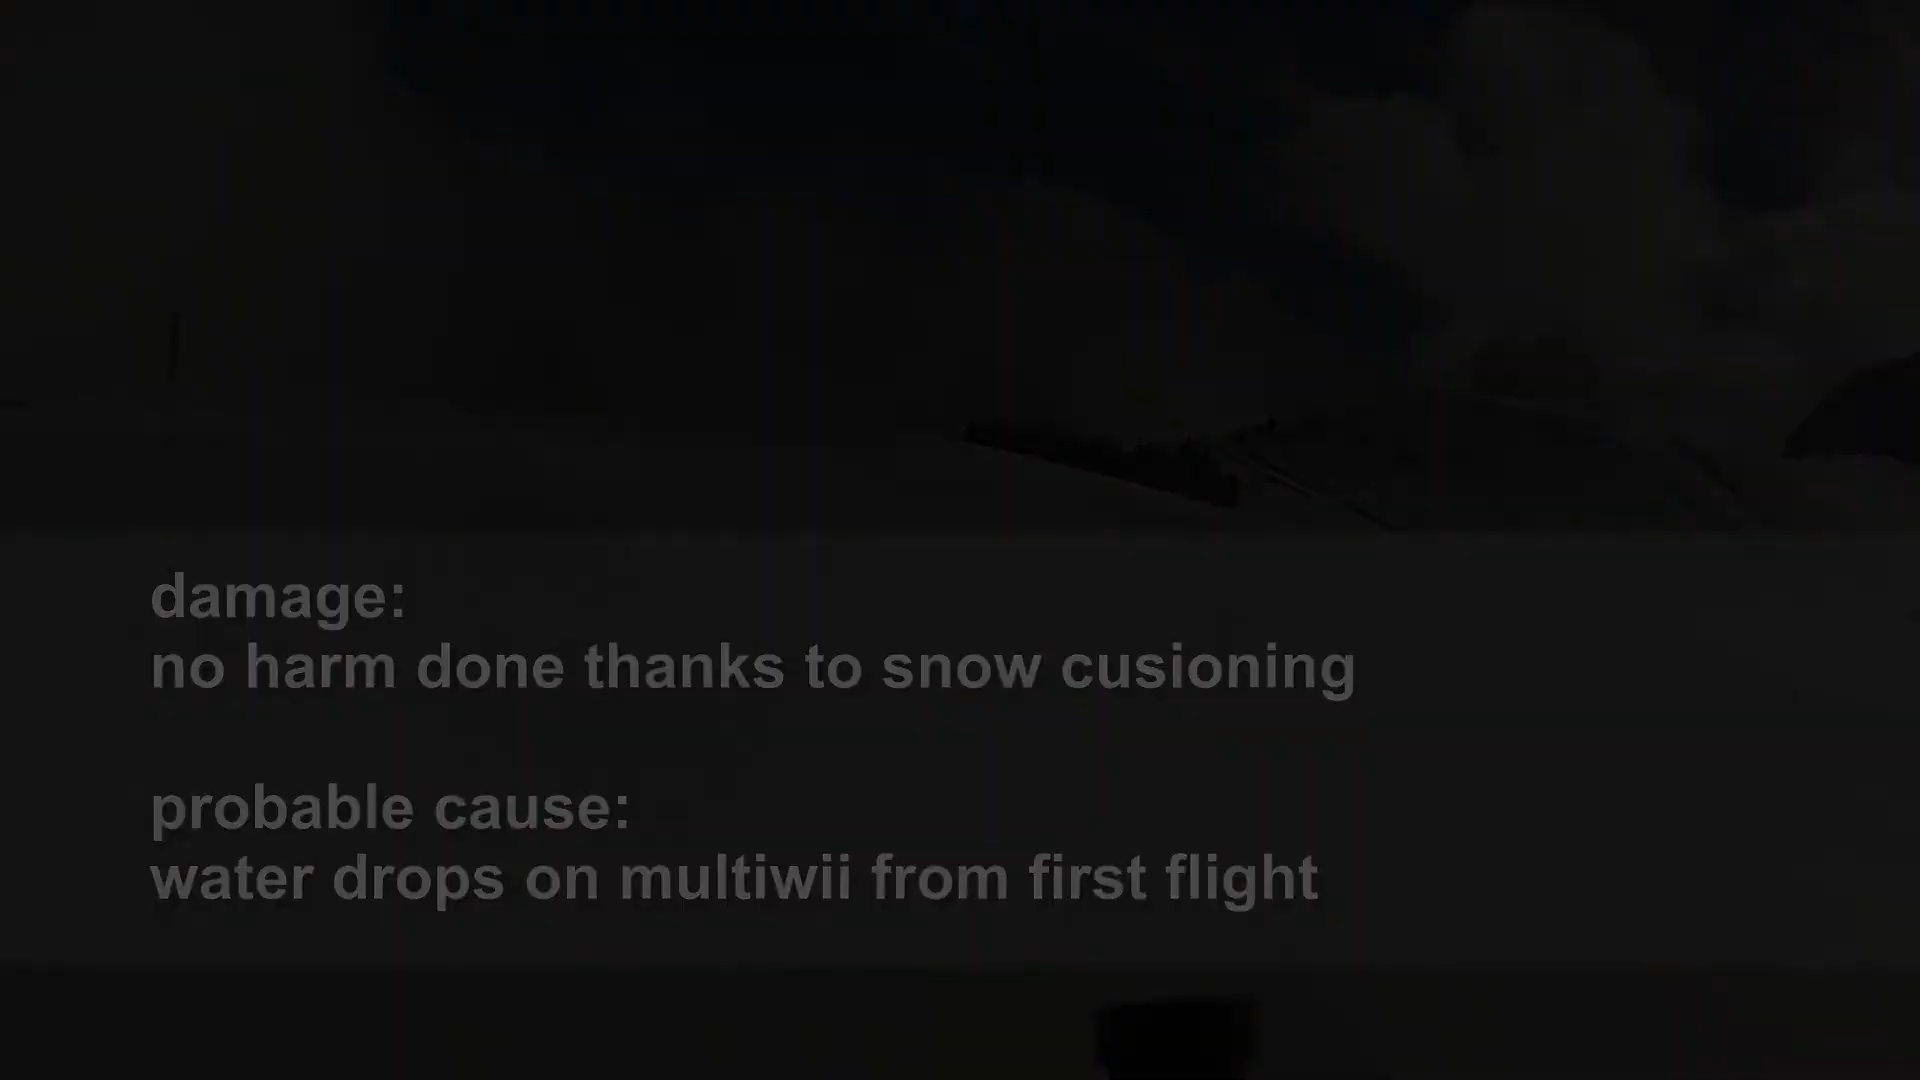 damage:
no harm done thanks to snow cusioning
probable cause:
water drops on multiwii from first flight